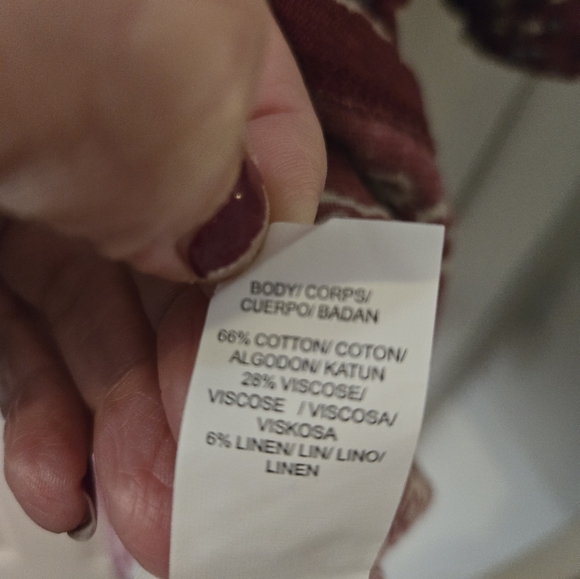 BODY/ CORPS/
CUERPO/ BADAN
66% COTTON/ COTON/
ALGODON/ KATUN
28% VISCOSE/
VISCOSE / VISCOSA/
VISKOSA
6% LINEN/ LIN/ LINO/
LINEN